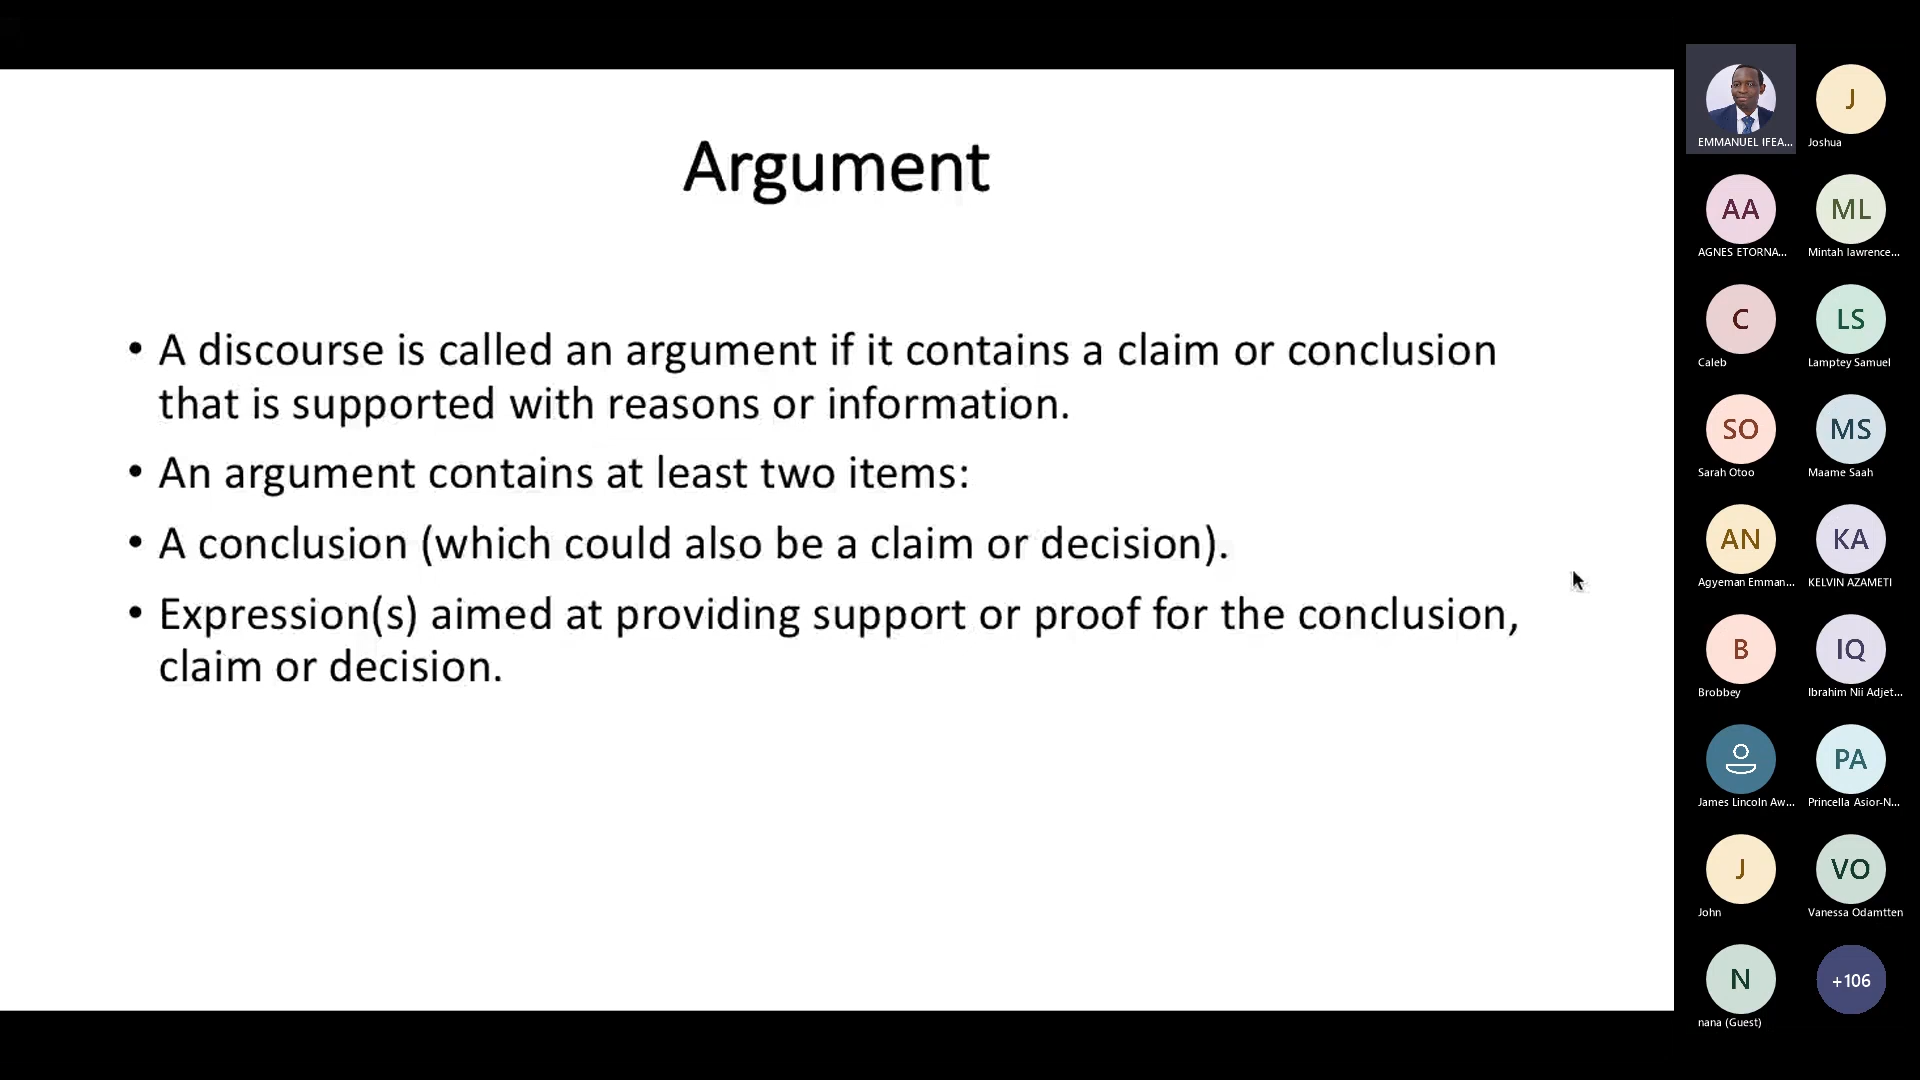 Argument
• A discourse is called an argument if it contains a claim or conclusion
that is supported with reasons or information.
• An argument contains at least two items:
• A conclusion (which could also be a claim or decision).
• Expression(s) aimed at providing support or proof for the conclusion,
claim or decision.
EMMANUEL IFEA...
J
Joshua
AA
AGNES ETORNA...
ML
Mintah lawrence...
C
Caleb
LS
Lamptey Samuel
SO
Sarah Otoo
MS
Maame Saah
AN
Agyeman Emman...
KA
KELVIN AZAMETI
B
Brobbey
IQ
Ibrahim Nii Adjet...
James Lincoln Aw...
PA
Princella Asior-N...
J
John
VO
Vanessa Odamtten
N
nana (Guest)
+106